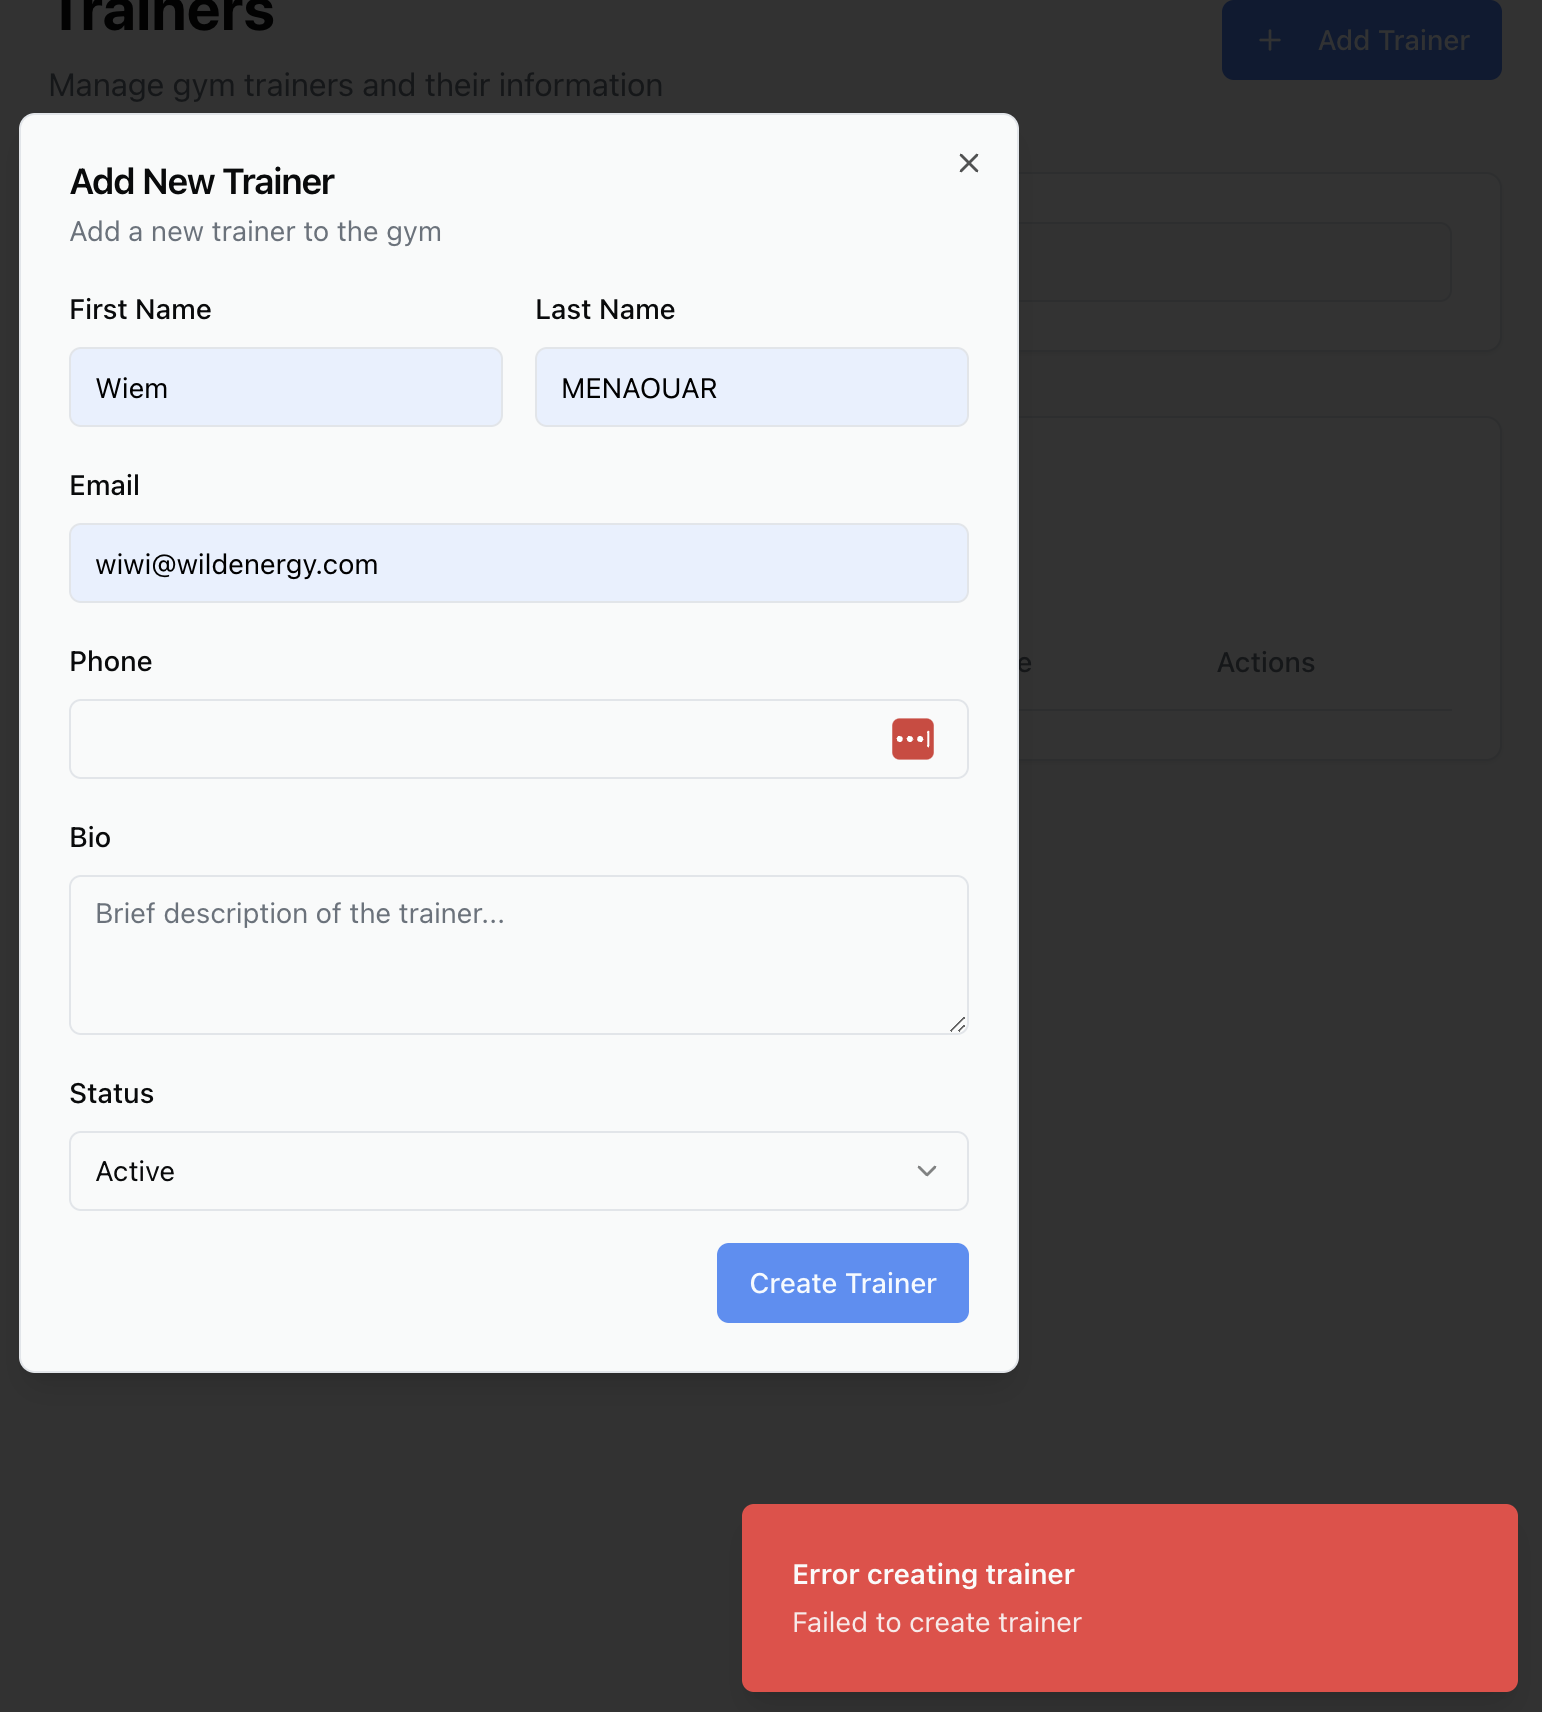 Trainers
Add Trainer
Manage gym trainers and their information
Add New Trainer
Add a new trainer to the gym
First Name
Last Name
Wiem
MENAOUAR
Email
wiwi@wildenergy.com
Phone
Actions
Bio
Brief description of the trainer...
Status
Active
Create Trainer
Error creating trainer
Failed to create trainer